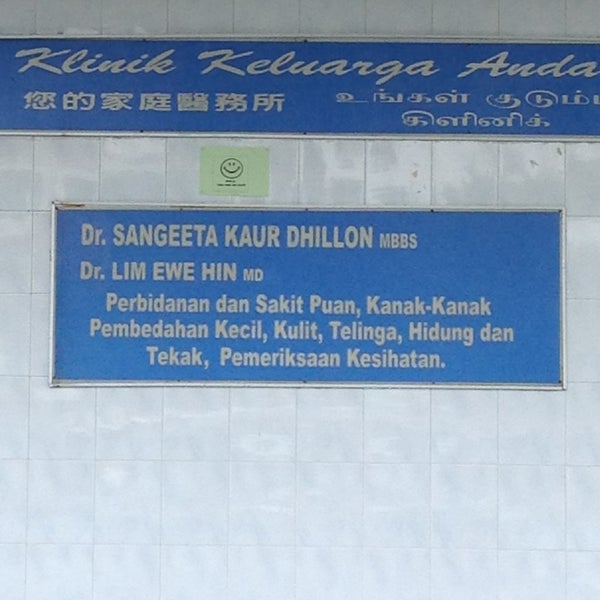 Klinik Keluarga Anda
您的家庭醫務所
உங்கள் குடும்ப
கிளினிக்
Dr. SANGEETA KAUR DHILLON MBBS
Dr. LIM EWE HIN MD
Perbidanan dan Sakit Puan, Kanak-Kanak
Pembedahan Kecil, Kulit, Telinga, Hidung dan
Tekak, Pemeriksaan Kesihatan.